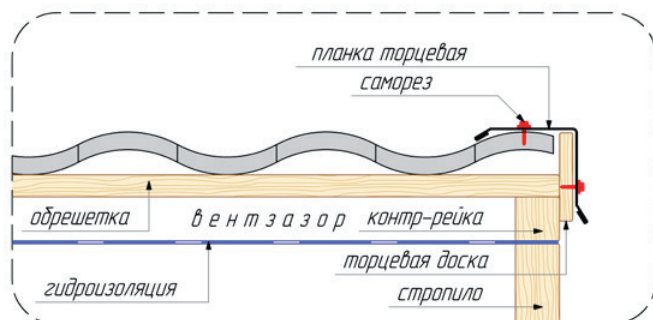 планка торцевая
саморез
обрешетка
вентзазор
контр-рейка
торцевая доска
гидроизоляция
стропило